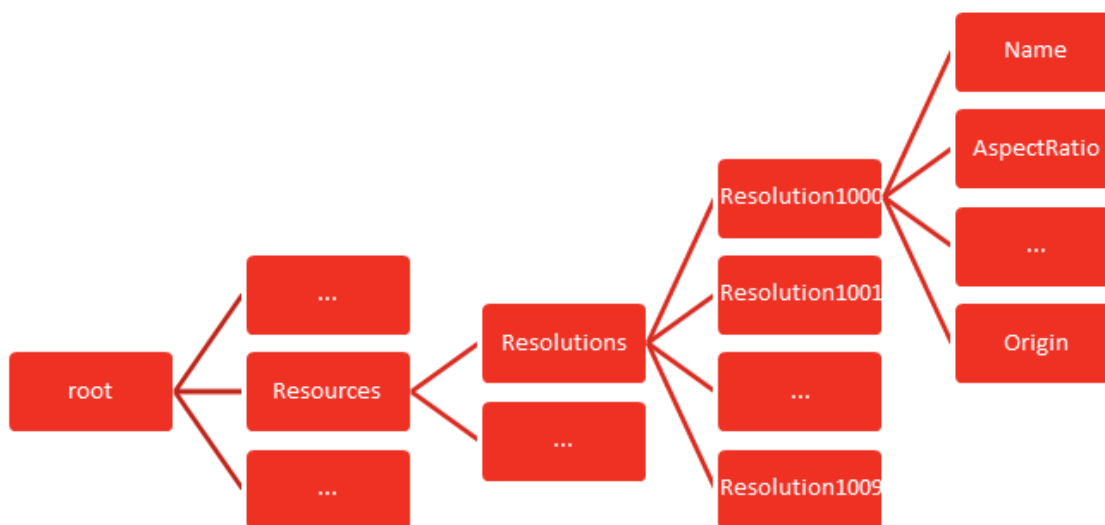 root
...
Resources
...
Resolutions
...
Resolution1000
Resolution1001
...
Resolution1009
Name
AspectRatio
...
Origin